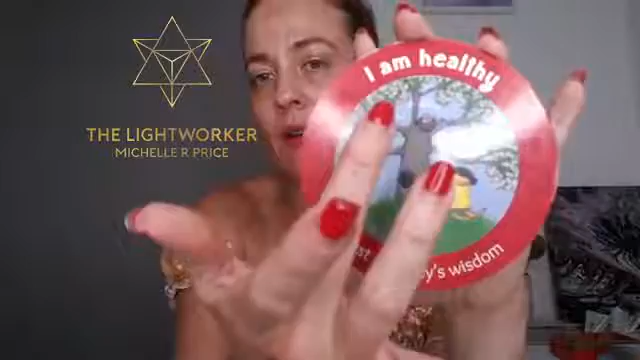 THE LIGHTWORKER
MICHELLE R PRICE
I am healthy
y's wisdom